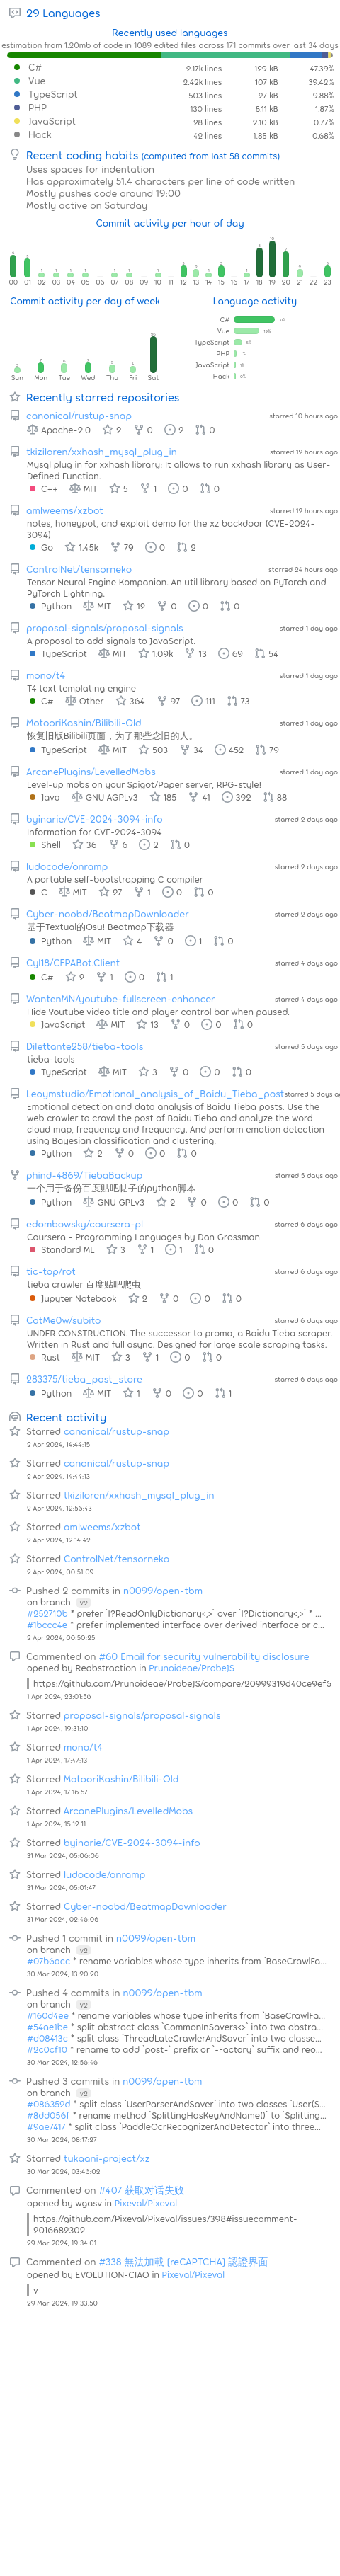 29 Languages
Recently used languages
estimation from 1.20mb of code in 1089 edited files across 171 commits over last 34 days
C# 2.17k lines 129 kB 47.39%
Vue 2.42k lines 107 kB 39.42%
TypeScript 503 lines 27 kB 9.88%
PHP 130 lines 5.11 kB 1.87%
JavaScript 28 lines 2.10 kB 0.77%
Hack 42 lines 1.85 kB 0.68%
Recent coding habits (computed from last 58 commits)
Uses spaces for indentation
Has approximately 51.4 characters per line of code written
Mostly pushes code around 19:00
Mostly active on Saturday
Commit activity per hour of day
00 01 02 03 04 05 06 07 08 09 10 11 12 13 14 15 16 17 18 19 20 21 22 23
Commit activity per day of week
Sun Mon Tue Wed Thu Fri Sat
Language activity
C#
Vue
TypeScript
PHP
JavaScript
Hack
Recently starred repositories
canonical/rustup-snap starred 10 hours ago
Apache-2.0 2 0 2 0
tkiziloren/xxhash_mysql_plug_in starred 12 hours ago
Mysql plug in for xxhash library: It allows to run xxhash library as User-
Defined Function.
C++ MIT 5 1 0 0
amlweems/xzbot starred 12 hours ago
notes, honeypot, and exploit demo for the xz backdoor (CVE-2024-
3094)
Go 1.45k 79 0 2
ControlNet/tensorneko starred 24 hours ago
Tensor Neural Engine Kompanion. An util library based on PyTorch and
PyTorch Lightning.
Python MIT 12 0 0 0
proposal-signals/proposal-signals starred 1 day ago
A proposal to add signals to JavaScript.
TypeScript MIT 1.09k 13 69 54
mono/t4 starred 1 day ago
T4 text templating engine
C# Other 364 97 111 73
MotooriKashin/Bilibili-Old starred 1 day ago
恢复旧版Bilibili页面，为了那些念旧的人。
TypeScript MIT 503 34 452 79
ArcanePlugins/LevelledMobs starred 1 day ago
Level-up mobs on your Spigot/Paper server, RPG-style!
Java GNU AGPLv3 185 41 392 88
byinarie/CVE-2024-3094-info starred 2 days ago
Information for CVE-2024-3094
Shell 36 6 2 0
ludocode/onramp starred 2 days ago
A portable self-bootstrapping C compiler
C MIT 27 1 0 0
Cyber-noobd/BeatmapDownloader starred 2 days ago
基于Textual的Osu! Beatmap下载器
Python MIT 4 0 1 0
Cyl18/CFPABot.Client starred 4 days ago
C# 2 1 0 1
WantenMN/youtube-fullscreen-enhancer starred 4 days ago
Hide Youtube video title and player control bar when paused.
JavaScript MIT 13 0 0 0
Dilettante258/tieba-tools starred 5 days ago
tieba-tools
TypeScript MIT 3 0 0 0
Leoymstudio/Emotional_analysis_of_Baidu_Tieba_post starred 5 days
Emotional detection and data analysis of Baidu Tieba posts. Use the
web crawler to crawl the post of Baidu Tieba and analyze the word
cloud map, frequency and frequency. And perform emotion detection
using Bayesian classification and clustering.
Python 2 0 0 0
phind-4869/TiebaBackup starred 5 days ago
一个用于备份百度贴吧帖子的python脚本
Python GNU GPLv3 2 0 0 0
edombowsky/coursera-pl starred 6 days ago
Coursera - Programming Languages by Dan Grossman
Standard ML 3 1 1 0
tic-top/rot starred 6 days ago
tieba crawler 百度贴吧爬虫
Jupyter Notebook 2 0 0 0
CatMe0w/subito starred 6 days ago
UNDER CONSTRUCTION. The successor to proma, a Baidu Tieba scraper.
Written in Rust and full async. Designed for large scale scraping tasks.
Rust MIT 3 1 0 0
283375/tieba_post_store starred 6 days ago
Python MIT 1 0 0 1
Recent activity
Starred canonical/rustup-snap
2 Apr 2024, 14:44:15
Starred canonical/rustup-snap
2 Apr 2024, 14:44:13
Starred tkiziloren/xxhash_mysql_plug_in
2 Apr 2024, 12:56:43
Starred amlweems/xzbot
2 Apr 2024, 12:14:42
Starred ControlNet/tensorneko
2 Apr 2024, 00:51:09
Pushed 2 commits in n0099/open-tbm
on branch v2
#252710b * prefer `I?ReadOnlyDictionary<,>` over `I?Dictionary<,>` * ...
#1bccc4e * prefer implemented interface over derived interface or c...
2 Apr 2024, 00:50:25
Commented on #60 Email for security vulnerability disclosure
opened by Reabstraction in Prunoideae/ProbeJS
https://github.com/Prunoideae/ProbeJS/compare/20999319d40ce9ef6
1 Apr 2024, 23:01:56
Starred proposal-signals/proposal-signals
1 Apr 2024, 19:31:10
Starred mono/t4
1 Apr 2024, 17:47:13
Starred MotooriKashin/Bilibili-Old
1 Apr 2024, 17:16:57
Starred ArcanePlugins/LevelledMobs
1 Apr 2024, 15:12:11
Starred byinarie/CVE-2024-3094-info
31 Mar 2024, 05:06:06
Starred ludocode/onramp
31 Mar 2024, 05:01:47
Starred Cyber-noobd/BeatmapDownloader
31 Mar 2024, 02:46:06
Pushed 1 commit in n0099/open-tbm
on branch v2
#07b6acc * rename variables whose type inherits from `BaseCrawlFa...
30 Mar 2024, 13:20:20
Pushed 4 commits in n0099/open-tbm
on branch v2
#160d4ee * rename variables whose type inherits from `BaseCrawlFa...
#54ae1be * split abstract class `CommonInSavers<>` into two abstra...
#d08413c * split class `ThreadLateCrawlerAndSaver` into two classe...
#2c0cf10 * rename to add `post-` prefix or `-Factory` suffix and reo...
30 Mar 2024, 12:56:46
Pushed 3 commits in n0099/open-tbm
on branch v2
#086352d * split class `UserParserAndSaver` into two classes `User(S...
#8dd056f * rename method `SplittingHasKeyAndName()` to `Splitting...
#9ae7417 * split class `PaddleOcrRecognizerAndDetector` into three...
30 Mar 2024, 08:17:27
Starred tukaani-project/xz
30 Mar 2024, 03:46:02
Commented on #407 获取对话失败
opened by wgasv in Pixeval/Pixeval
https://github.com/Pixeval/Pixeval/issues/398#issuecomment-
2016682302
29 Mar 2024, 19:34:01
Commented on #338 無法加載 (reCAPTCHA) 認證界面
opened by EVOLUTION-CIAO in Pixeval/Pixeval
v
29 Mar 2024, 19:33:50